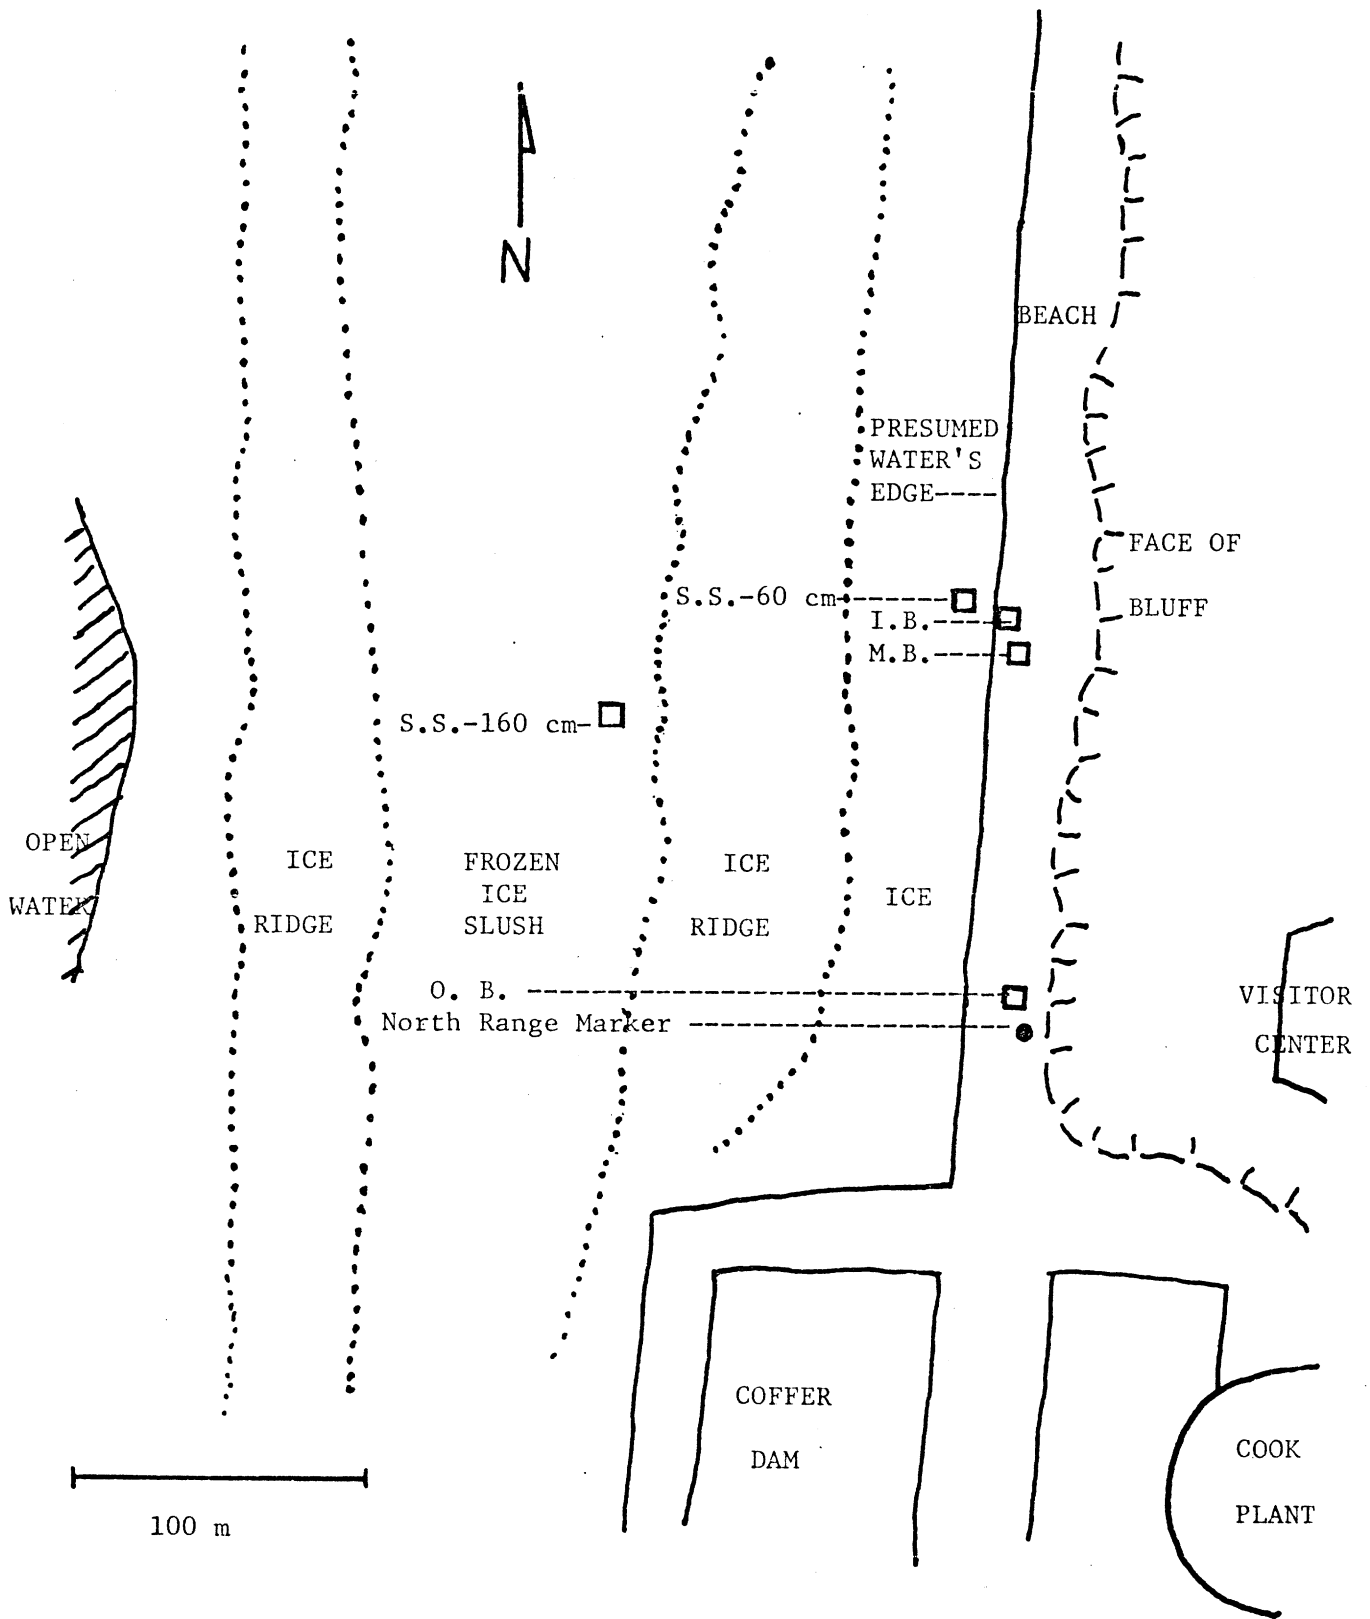 N
BEACH
PRESUMED
WATER'S
EDGE----
FACE OF
BLUFF
S.S.-60 cm--------
I.B.-----
M.B.-----
S.S.-160 cm-
OPEN
WATER
ICE
RIDGE
FROZEN
ICE
SLUSH
ICE
RIDGE
ICE
O. B. ------------------------------
North Range Marker ---------------------
VISITOR
CENTER
COFFER
DAM
COOK
PLANT
100 m